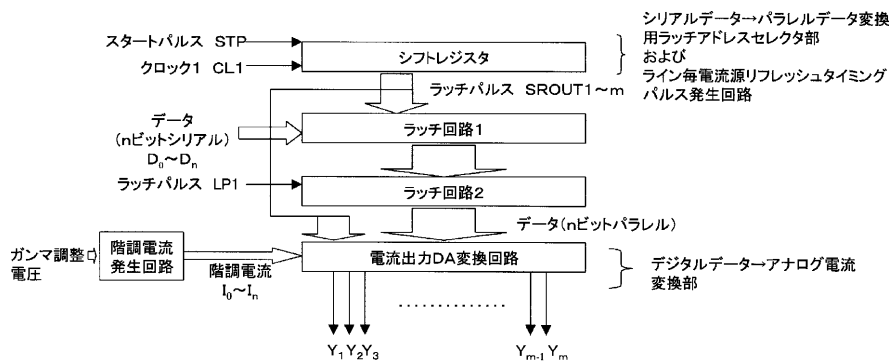 スタートパルス STP
クロック1 CL1
シフトレジスタ
シリアルデータ→パラレルデータ変換
用ラッチアドレスセレクタ部
および
ライン毎電流源リフレッシュタイミング
パルス発生回路
ラッチパルス SROUT1~m
データ
(nビットシリアル)
D₀~Dₙ
ラッチ回路1
ラッチパルス LP1
ラッチ回路2
データ(nビットパラレル)
ガンマ調整
電圧
階調電流
発生回路
階調電流
I₀~Iₙ
電流出力DA変換回路
デジタルデータ→アナログ電流
変換部
Y₁ Y₂ Y₃ Yₘ₋₁ Yₘ